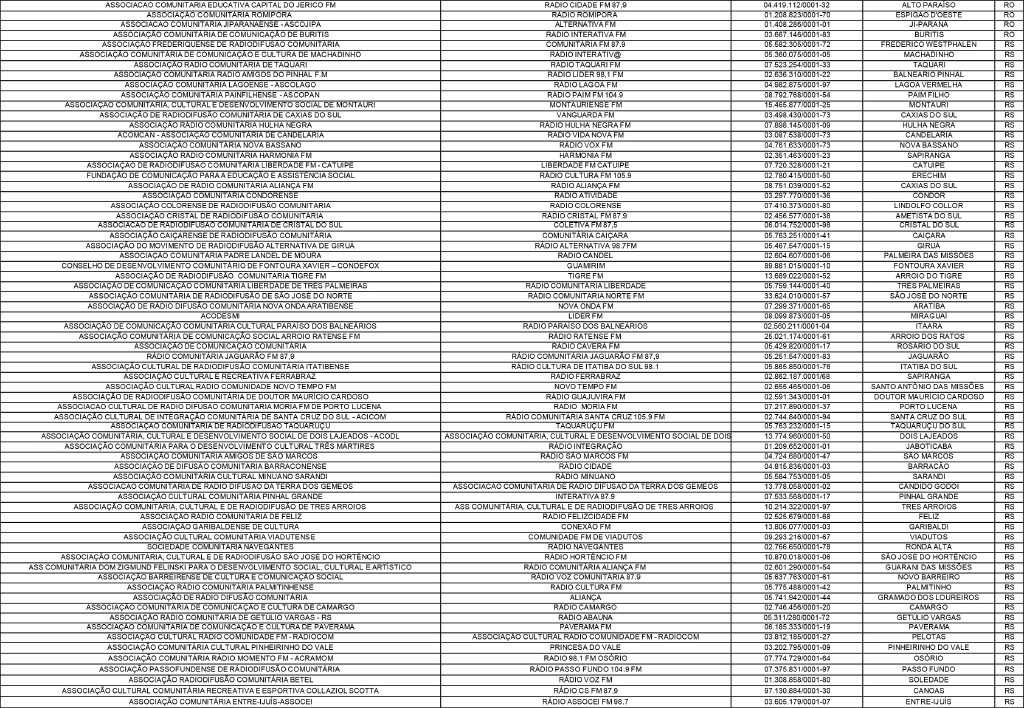 ASSOCIACAO COMUNITARIA EDUCATIVA CAPITAL DO JERICO FM RADIO CIDADE FM 87,9 04.419.112/0001-32 ALTO PARAÍSO RO
ASSOCIAÇÃO COMUNITÁRIA ROMIPORA RÁDIO ROMIPORA 01.208.823/0001-70 ESPIGÃO D'OESTE RO
ASSOCIACAO COMUNITARIA JIPARANAENSE - ASCOJIPA ALTERNATIVA FM 01.408.286/0001-01 JI-PARANA RO
ASSOCIAÇÃO COMUNITARIA DE COMUNICAÇÃO DE BURITIS RADIO INTERATIVA FM 03.667.146/0001-83 BURITIS RO
ASSOCIAÇÃO FREDERIQUENSE DE RADIODIFUSÃO COMUNITÁRIA COMUNITARIA FM 87.9 05.582.305/0001-72 FREDERICO WESTPHALEN RS
ASSOCIAÇÃO COMUNITÁRIA DE COMUNICAÇÃO E CULTURA DE MACHADINHO RÁDIO INTERATIV@ 05.360.075/0001-05 MACHADINHO RS
ASSOCIAÇÃO RÁDIO COMUNITÁRIA DE TAQUARI RÁDIO TAQUARI FM 07.523.254/0001-33 TAQUARI RS
ASSOCIAÇÃO COMUNITARIA RADIO AMIGOS DO PINHAL F.M RADIO LIDER 98,1 FM 02.636.310/0001-22 BALNEARIO PINHAL RS
ASSOCIAÇÃO COMUNITÁRIA LAGOENSE - ASCOLAGO RÁDIO LAGOA FM 04.982.875/0001-97 LAGOA VERMELHA RS
ASSOCIAÇÃO COMUNITÁRIA PAINFILHENSE - ASCOPAN RÁDIO PAIM FM 104.9 08.792.768/0001-54 PAIM FILHO RS
ASSOCIAÇÃO COMUNITÁRIA, CULTURAL E DESENVOLVIMENTO SOCIAL DE MONTAURI MONTAURIENSE FM 15.465.877/0001-25 MONTAURI RS
ASSOCIAÇÃO DE RADIODIFUSÃO COMUNITÁRIA DE CAXIAS DO SUL VANGUARDA FM 03.498.430/0001-73 CAXIAS DO SUL RS
ASSOCIAÇÃO RÁDIO COMUNITÁRIA HULHA NEGRA RADIO HULHA NEGRA FM 07.898.145/0001-09 HULHA NEGRA RS
ACOMCAN - ASSOCIAÇÃO COMUNITARIA DE CANDELARIA RADIO VIDA NOVA FM 03.087.538/0001-73 CANDELARIA RS
ASSOCIAÇÃO COMUNITÁRIA NOVA BASSANO RÁDIO VOX FM 04.761.633/0001-73 NOVA BASSANO RS
ASSOCIAÇÃO RADIO COMUNITARIA HARMONIA FM HARMONIA FM 02.351.463/0001-23 SAPIRANGA RS
ASSOCIAÇAO DE RADIODIFUSAO COMUNITARIA LIBERDADE FM - CATUIPE LIBERDADE FM CATUIPE 07.720.328/0001-21 CATUIPE RS
FUNDAÇÃO DE COMUNICAÇÃO PARA A EDUCAÇÃO E ASSISTÊNCIA SOCIAL RÁDIO CULTURA FM 105.9 02.780.415/0001-50 ERECHIM RS
ASSOCIAÇÃO DE RÁDIO COMUNITÁRIA ALIANÇA FM RÁDIO ALIANÇA FM 08.751.039/0001-52 CAXIAS DO SUL RS
ASSOCIACAO COMUNITARIA CONDORENSE RADIO ATIVIDADE 03.297.770/0001-36 CONDOR RS
ASSOCIAÇÃO COLORENSE DE RADIODIFUSÃO COMUNITÁRIA RÁDIO COLORENSE 07.410.373/0001-80 LINDOLFO COLLOR RS
ASSOCIAÇÃO CRISTAL DE RADIODIFUSÃO COMUNITÁRIA RÁDIO CRISTAL FM 87.9 02.456.577/0001-38 AMETISTA DO SUL RS
ASSOCIACAO DE RADIODIFUSAO COMUNITARIA DE CRISTAL DO SUL COLETIVA FM 87,5 06.014.752/0001-98 CRISTAL DO SUL RS
ASSOCIAÇÃO CAIÇARENSE DE RADIODIFUSÃO COMUNITÁRIA COMUNITÁRIA CAIÇARA 05.763.251/0001-41 CAIÇARA RS
ASSOCIAÇÃO DO MOVIMENTO DE RADIODIFUSÃO ALTERNATIVA DE GIRUÁ RÁDIO ALTERNATIVA 98.7FM 05.467.547/0001-15 GIRUÁ RS
ASSOCIAÇÃO COMUNITARIA PADRE LANDEL DE MOURA RADIO CANDEL 02.604.607/0001-06 PALMEIRA DAS MISSÕES RS
CONSELHO DE DESENVOLVIMENTO COMUNITÁRIO DE FONTOURA XAVIER – CONDEFOX GUAMIRIM 89.881.015/0001-10 FONTOURA XAVIER RS
ASSOCIAÇÃO DE RADIODIFUSÃO COMUNITARIA TIGRE FM TIGRE FM 13.669.022/0001-52 ARROIO DO TIGRE RS
ASSOCIAÇÃO DE COMUNICAÇÃO COMUNITÁRIA LIBERDADE DE TRÊS PALMEIRAS RÁDIO COMUNITÁRIA LIBERDADE 05.759.144/0001-40 TRÊS PALMEIRAS RS
ASSOCIAÇÃO COMUNITÁRIA DE RADIODIFUSÃO DE SÃO JOSÉ DO NORTE RÁDIO COMUNITÁRIA NORTE FM 33.624.010/0001-57 SÃO JOSÉ DO NORTE RS
ASSOCIAÇÃO DE RÁDIO DIFUSÃO COMUNITÁRIA NOVA ONDA ARATIBENSE NOVA ONDA FM 07.299.371/0001-65 ARATIBA RS
ACODESMI LIDER FM 08.099.873/0001-05 MIRAGUAI RS
ASSOCIAÇÃO DE COMUNICAÇÃO COMUNITÁRIA CULTURAL PARAÍSO DOS BALNEÁRIOS RADIO PARAÍSO DOS BALNEÁRIOS 02.560.211/0001-04 ITAARA RS
ASSOCIAÇÃO COMUNITÁRIA DE COMUNICAÇÃO SOCIAL ARROIO RATENSE FM RÁDIO RATENSE FM 25.021.174/0001-61 ARROIO DOS RATOS RS
ASSOCIAÇAO DE COMUNICAÇAO COMUNITARIA RADIO CAVERA FM 05.429.820/0001-17 ROSARIO DO SUL RS
RÁDIO COMUNITÁRIA JAGUARÃO FM 87,9 RÁDIO COMUNITÁRIA JAGUARÃO FM 87,9 05.251.547/0001-83 JAGUARÃO RS
ASSOCIAÇÃO CULTURAL DE RADIODIFUSÃO COMUNITÁRIA ITATIBENSE RÁDIO CULTURA DE ITATIBA DO SUL 98.1 05.866.850/0001-76 ITATIBA DO SUL RS
ASSOCIAÇÃO CULTURAL E RECREATIVA FERRABRAZ RÁDIO FERRABRAZ 02.862.187.0001/68 SAPIRANGA RS
ASSOCIAÇÃO CULTURAL RADIO COMUNIDADE NOVO TEMPO FM NOVO TEMPO FM 02.655.465/0001-06 SANTO ANTÔNIO DAS MISSÕES RS
ASSOCIAÇÃO DE RADIODIFUSÃO COMUNITÁRIA DE DOUTOR MAURÍCIO CARDOSO RÁDIO GUAJUVIRA FM 02.591.343/0001-01 DOUTOR MAURÍCIO CARDOSO RS
ASSOCIACAO CULTURAL DE RADIO DIFUSAO COMUNITARIA MORIA FM DE PORTO LUCENA RADIO MORIA FM 07.217.890/0001-37 PORTO LUCENA RS
ASSOCIAÇÃO CULTURAL DE INTEGRAÇÃO COMUNITÁRIA DE SANTA CRUZ DO SUL - ACICOM RÁDIO COMUNITÁRIA SANTA CRUZ 105.9 FM 02.744.840/0001-94 SANTA CRUZ DO SUL RS
ASSOCIAÇÃO COMUNITÁRIA DE RADIODIFUSÃO TAQUARUÇU TAQUARUÇU FM 05.763.232/0001-15 TAQUARUÇU DO SUL RS
ASSOCIAÇÃO COMUNITÁRIA, CULTURAL E DESENVOLVIMENTO SOCIAL DE DOIS LAJEADOS - ACODL ASSOCIAÇÃO COMUNITÁRIA, CULTURAL E DESENVOLVIMENTO SOCIAL DE DOIS 13.774.960/0001-50 DOIS LAJEADOS RS
ASSOCIAÇÃO COMUNITÁRIA PARA O DESENVOLVIMENTO CULTURAL TRÊS MÁRTIRES RÁDIO INTEGRAÇÃO 01.209.652/0001-01 JABOTICABA RS
ASSOCIAÇÃO COMUNITARIA AMIGOS DE SAO MARCOS RADIO SAO MARCOS FM 04.724.680/0001-47 SAO MARCOS RS
ASSOCIAÇÃO DE DIFUSÃO COMUNITÁRIA BARRACONENSE RÁDIO CIDADE 04.815.836/0001-03 BARRACÃO RS
ASSOCIAÇÃO COMUNITÁRIA CULTURAL MINUANO SARANDI RÁDIO MINUANO 05.584.753/0001-05 SARANDI RS
ASSOCIACAO COMUNITARIA DE RADIO DIFUSAO DA TERRA DOS GEMEOS ASSOCIACAO COMUNITARIA DE RADIO DIFUSAO DA TERRA DOS GEMEOS 13.778.058/0001-02 CANDIDO GODOI RS
ASSOCIAÇÃO CULTURAL COMUNITÁRIA PINHAL GRANDE INTERATIVA 87.9 07.533.568/0001-17 PINHAL GRANDE RS
ASSOCIAÇÃO COMUNITÁRIA, CULTURAL E DE RADIODIFUSÃO DE TRES ARROIOS ASS COMUNITÁRIA, CULTURAL E DE RADIODIFUSÃO DE TRES ARROIOS 10.214.322/0001-97 TRES ARROIOS RS
ASSOCIAÇÃO RÁDIO COMUNITÁRIA DE FELIZ RÁDIO FELIZCIDADE FM 02.525.679/0001-68 FELIZ RS
ASSOCIAÇÃO GARIBALDENSE DE CULTURA CONEXÃO FM 13.806.077/0001-03 GARIBALDI RS
ASSOCIAÇAO CULTURAL COMUNITARIA VIADUTENSE COMUNIDADE FM DE VIADUTOS 09.293.216/0001-67 VIADUTOS RS
SOCIEDADE COMUNITARIA NAVEGANTES RÁDIO NAVEGANTES 02.766.650/0001-78 RONDA ALTA RS
ASSOCIAÇÃO COMUNITÁRIA, CULTURAL E DE RADIODIFUSÃO SÃO JOSÉ DO HORTÊNCIO RÁDIO HORTÊNCIO FM 10.870.018/0001-06 SÃO JOSÉ DO HORTÊNCIO RS
ASS COMUNITÁRIA DOM ZIGMUND FELINSKI PARA O DESENVOLVIMENTO SOCIAL, CULTURAL E ARTÍSTICO RÁDIO COMUNITÁRIA ALIANÇA FM 02.601.290/0001-54 GUARANI DAS MISSÕES RS
ASSOCIAÇÃO BARREIRENSE DE CULTURA E COMUNICAÇÃO SOCIAL RÁDIO VOZ COMUNITÁRIA 87.9 05.637.763/0001-61 NOVO BARREIRO RS
ASSOCIAÇÃO RÁDIO COMUNITÁRIA PALMITINHENSE RADIO CULTURA FM 05.775.488/0001-42 PALMITINHO RS
ASSOCIAÇÃO DE RÁDIO DIFUSÃO COMUNITÁRIA ALIANÇA 05.741.942/0001-44 GRAMADO DOS LOUREIROS RS
ASSOCIAÇAO COMUNITARIA DE COMUNICAÇAO E CULTURA DE CAMARGO RADIO CAMARGO 02.746.456/0001-20 CAMARGO RS
ASSOCIAÇÃO RADIO COMUNITARIA DE GETULIO VARGAS - RS RADIO ABAUNA 05.311/280/0001-72 GETULIO VARGAS RS
ASSOCIAÇÃO COMUNITÁRIA DE COMUNICAÇÃO E CULTURA DE PAVERAMA PAVERAMA FM 06.185.333/0001-19 PAVERAMA RS
ASSOCIAÇÃO CULTURAL RADIO COMUNIDADE FM - RADIOCOM ASSOCIAÇÃO CULTURAL RADIO COMUNIDADE FM - RADIOCOM 03.812.185/0001-27 PELOTAS RS
ASSOCIAÇÃO COMUNITÁRIA CULTURAL PINHEIRINHO DO VALE PRINCESA DO VALE 03.202.795/0001-09 PINHEIRINHO DO VALE RS
ASSOCIAÇÃO COMUNITÁRIA RÁDIO MOMENTO FM - ACRAMOM RADIO 98.1 FM OSÓRIO 07.774.729/0001-64 OSÓRIO RS
ASSOCIAÇÃO PASSOFUNDENSE DE RÁDIODIFUSÃO COMUNITÁRIA RÁDIO PASSO FUNDO 104.9 FM 07.375.831/0001-97 PASSO FUNDO RS
ASSOCIAÇÃO RADIODIFUSÃO COMUNITÁRIA BETEL RÁDIO VOZ FM 01.308.858/0001-80 SOLEDADE RS
ASSOCIAÇÃO CULTURAL COMUNITÁRIA RECREATIVA E ESPORTIVA COLLAZIOL SCOTTA RÁDIO CS FM 87,9 97.130.884/0001-30 CANOAS RS
ASSOCIAÇÃO COMUNITÁRIA ENTRE-IJUÍS-ASSOCEI RÁDIO ASSOCEI FM 98.7 03.605.179/0001-07 ENTRE-IJUÍS RS